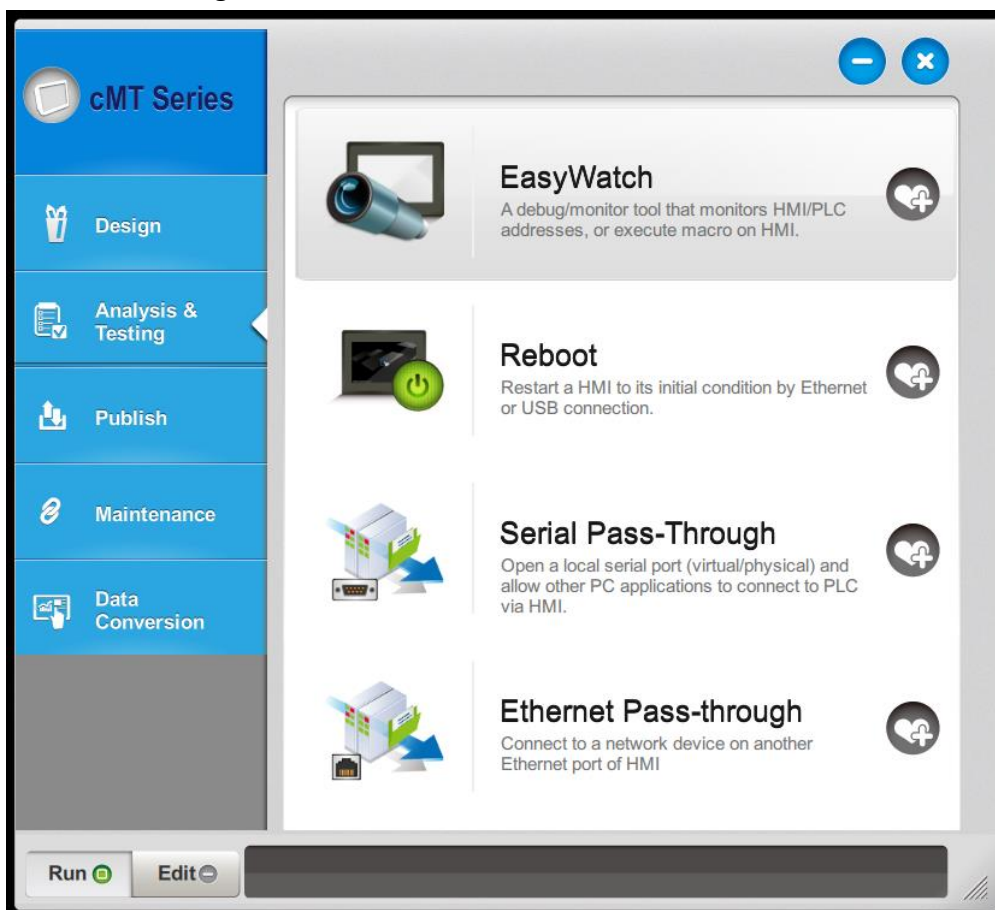 cMT Series
Design
Analysis &
Testing
Publish
Maintenance
Data
Conversion
EasyWatch
A debug/monitor tool that monitors HMI/PLC
addresses, or execute macro on HMI.
Reboot
Restart a HMI to its initial condition by Ethernet
or USB connection.
Serial Pass-Through
Open a local serial port (virtual/physical) and
allow other PC applications to connect to PLC
via HMI.
Ethernet Pass-through
Connect to a network device on another
Ethernet port of HMI
Run
Edit